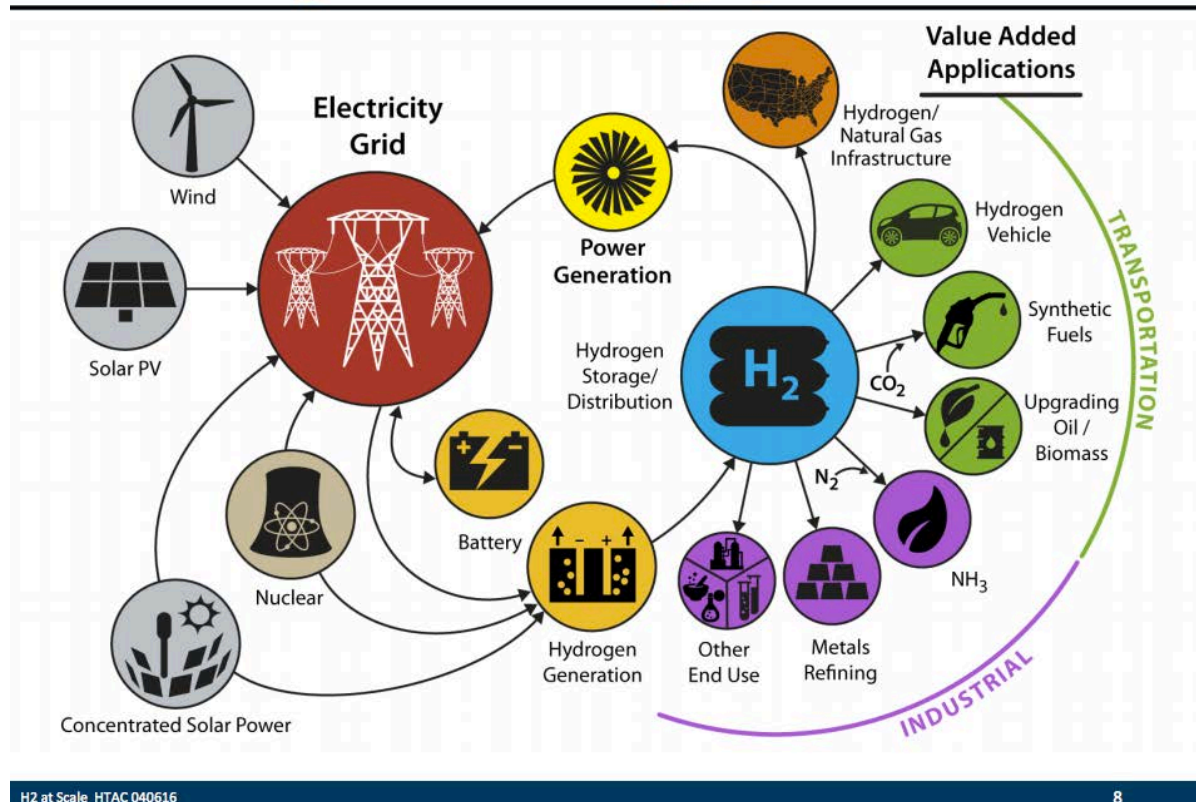 Value Added
Applications
Electricity
Grid
Wind
Solar PV
Nuclear
Concentrated Solar Power
Battery
+ −
Power
Generation
− +
Hydrogen
Generation
Hydrogen
Storage/
Distribution
H2
Hydrogen/
Natural Gas
Infrastructure
Hydrogen
Vehicle
CO2
Synthetic
Fuels
Upgrading
Oil /
Biomass
N2
NH3
Metals
Refining
Other
End Use
TRANSPORTATION
INDUSTRIAL
H2 at Scale HTAC 040616
8